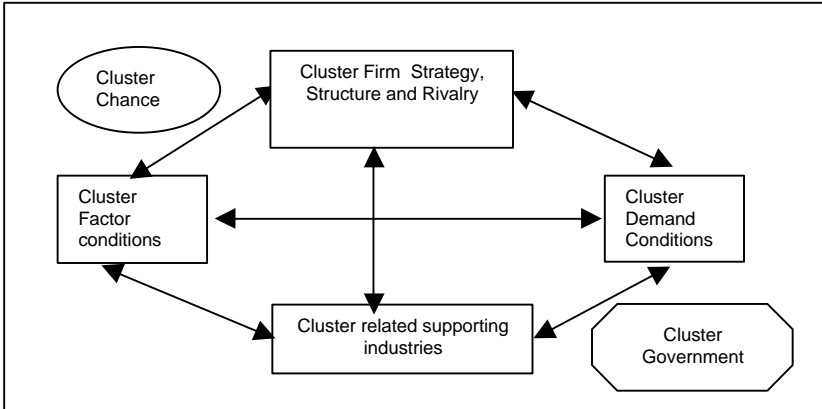 Cluster
Chance
Cluster Firm Strategy,
Structure and Rivalry
Cluster
Factor
conditions
Cluster
Demand
Conditions
Cluster related supporting
industries
Cluster
Government